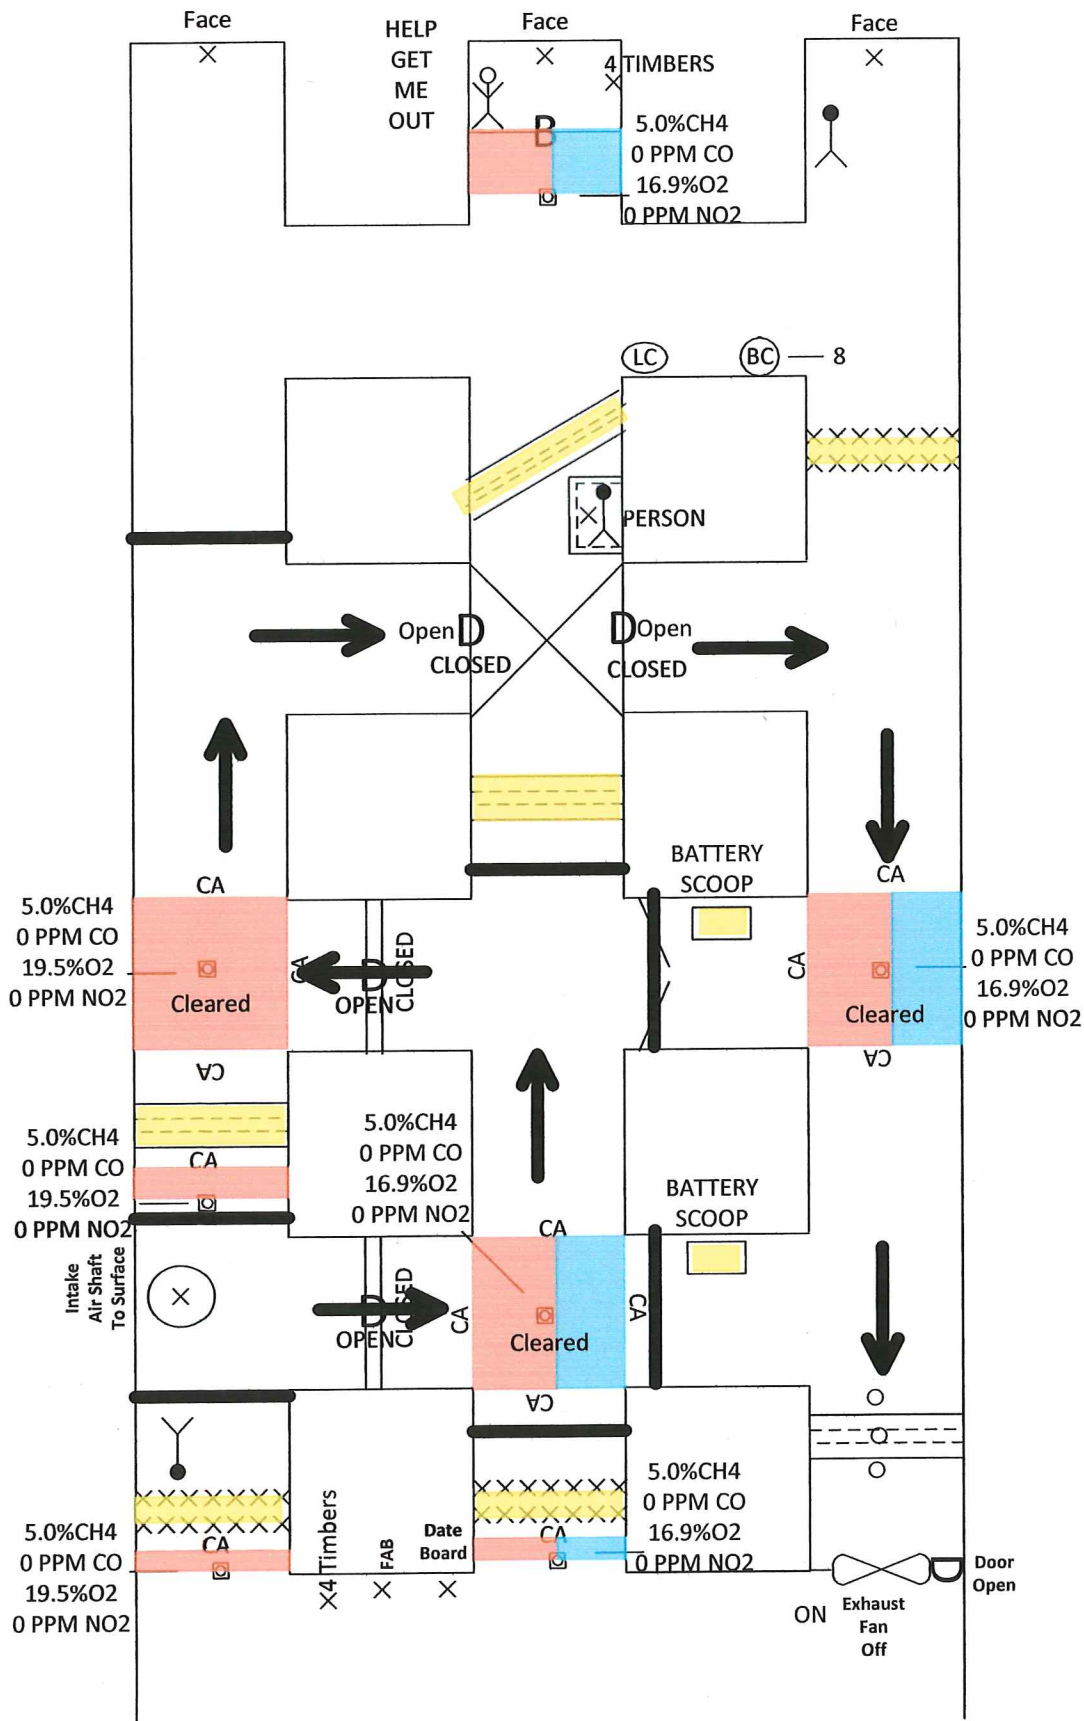 Face
HELP
GET
ME
OUT
Face
Face
4 TIMBERS
B
5.0%CH4
0 PPM CO
16.9%O2
0 PPM NO2
LC
BC
8
PERSON
Open D
CLOSED
D Open
CLOSED
BATTERY
SCOOP
CA
CA
5.0%CH4
0 PPM CO
19.5%O2
0 PPM NO2
Cleared
CA
D
OPEN
CLOSED
CA
Cleared
5.0%CH4
0 PPM CO
16.9%O2
0 PPM NO2
CA
CA
5.0%CH4
0 PPM CO
19.5%O2
0 PPM NO2
CA
5.0%CH4
0 PPM CO
16.9%O2
0 PPM NO2
BATTERY
SCOOP
CA
Intake
Air Shaft
To Surface
D
OPEN
CLOSED
CA
Cleared
CA
CA
5.0%CH4
0 PPM CO
19.5%O2
0 PPM NO2
CA
4 Timbers
FAB
Date
Board
CA
5.0%CH4
0 PPM CO
16.9%O2
0 PPM NO2
D
Door
Open
ON
Exhaust
Fan
Off